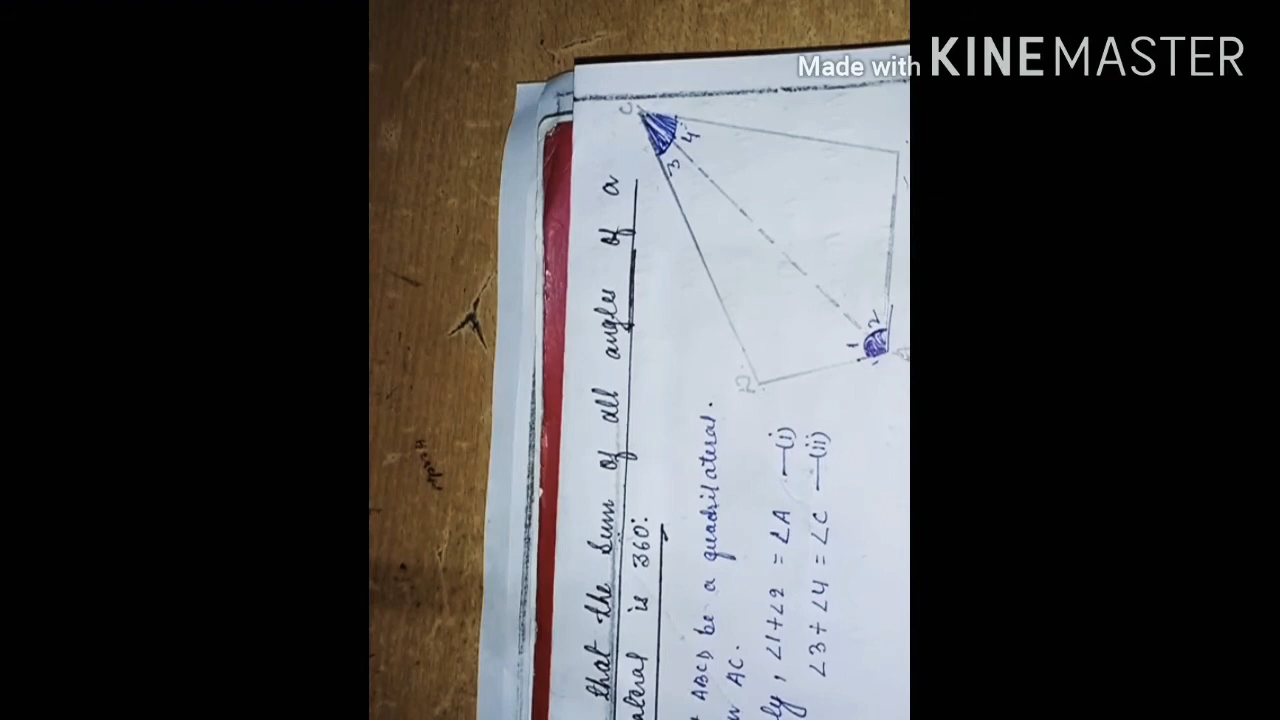 Made with KINEMASTER
that the Sum of all angles of a
ateral is 360:
ABCD be a quadrilateral.
AC.
ly, ∠1+∠2 = ∠A —(i)
∠3+∠4 = ∠C —(ii)
C
3
4
D
1
2